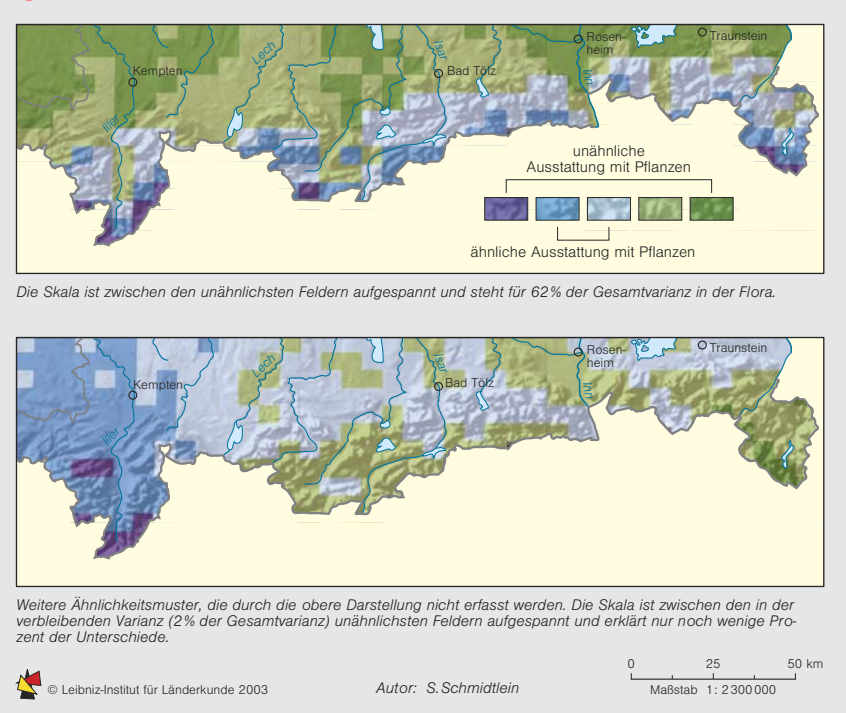 Rosen-
heim
Traunstein
Lech
Isar
Kempten
Bad Tölz
Inn
Iller
unähnliche
Ausstattung mit Pflanzen
ähnliche Ausstattung mit Pflanzen
Die Skala ist zwischen den unähnlichsten Feldern aufgespannt und steht für 62% der Gesamtvarianz in der Flora.
Rosen-
heim
Traunstein
Lech
Isar
Kempten
Bad Tölz
Inn
Iller
Weitere Ähnlichkeitsmuster, die durch die obere Darstellung nicht erfasst werden. Die Skala ist zwischen den in der
verbleibenden Varianz (2% der Gesamtvarianz) unähnlichsten Feldern aufgespannt und erklärt nur noch wenige Pro-
zent der Unterschiede.
0 25 50 km
© Leibniz-Institut für Länderkunde 2003
Autor: S. Schmidtlein
Maßstab 1: 2300000